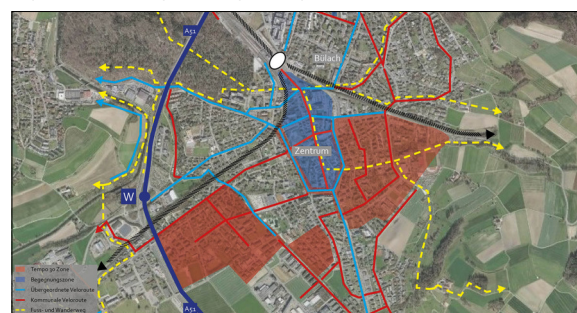 A51
Bülach
Zentrum
W
Tempo 30 Zone
Begegnungszone
Übergeordnete Veloroute
Kommunale Veloroute
Fuss- und Wanderweg
A51